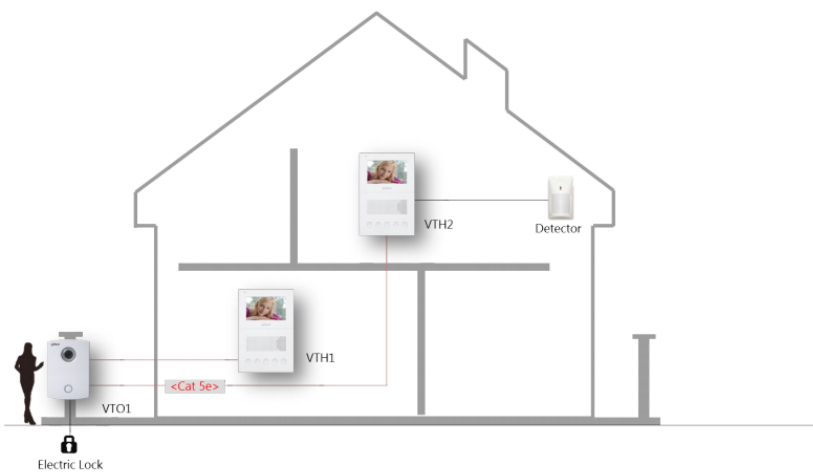 VTH2
Detector
VTH1
<Cat 5e>
VTO1
Electric Lock